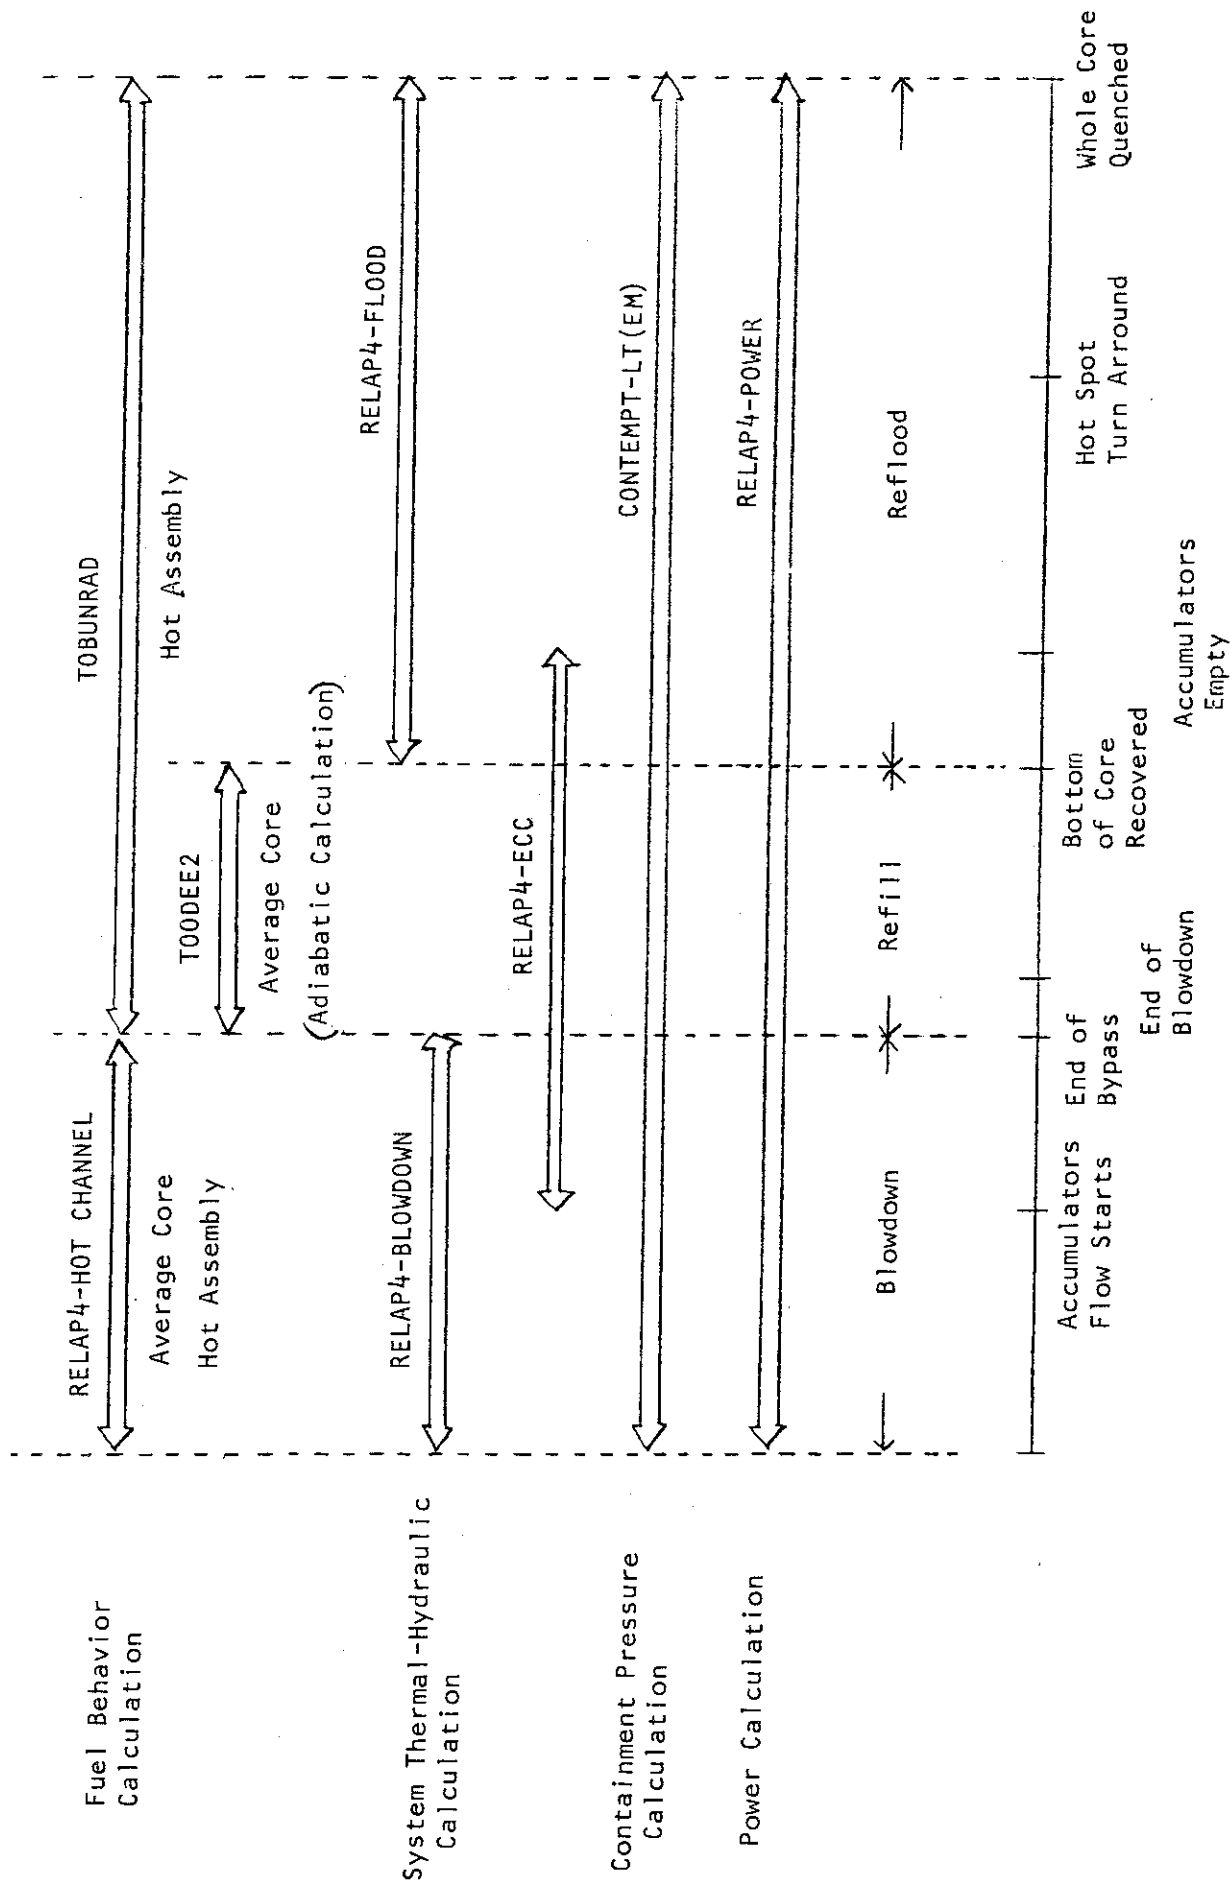 Fuel Behavior
Calculation
RELAP4-HOT CHANNEL
Average Core
Hot Assembly
TOBUNRAD
Hot Assembly
TOODEE2
Average Core
(Adiabatic Calculation)
System Thermal-Hydraulic
Calculation
RELAP4-BLOWDOWN
RELAP4-FLOOD
RELAP4-ECC
Containment Pressure
Calculation
CONTEMPT-LT(EM)
Power Calculation
RELAP4-POWER
Blowdown
Refill
Reflood
Accumulators
Flow Starts
End of
Bypass
End of
Blowdown
Bottom
of Core
Recovered
Accumulators
Empty
Hot Spot
Turn Arround
Whole Core
Quenched